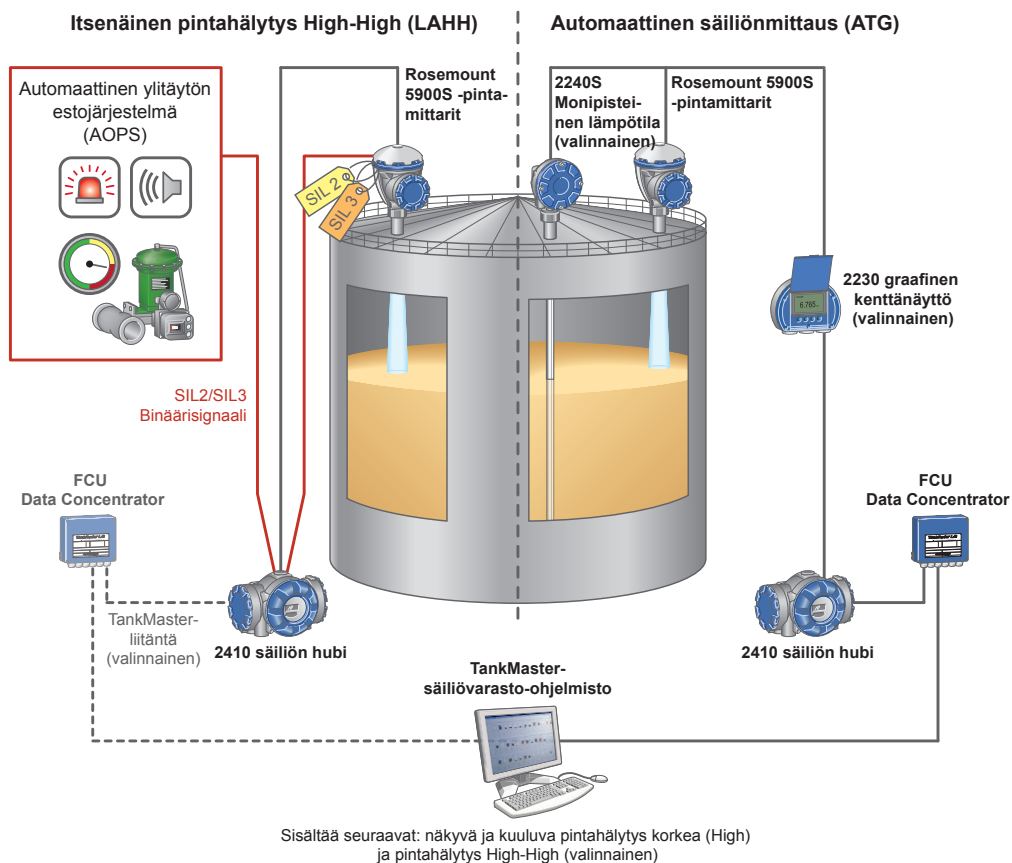 Itsenäinen pintahälytys High-High (LAHH)
Automaattinen säiliönmittaus (ATG)
Automaattinen ylitäytön
estojärjestelmä
(AOPS)
Rosemount
5900S -pinta-
mittarit
SIL 2
SIL 3
2240S
Monipistei-
nen lämpötila
(valinnainen)
Rosemount 5900S
-pintamittarit
2230 graafinen
kenttänäyttö
(valinnainen)
6.765
SIL2/SIL3
Binäärisignaali
FCU
Data Concentrator
TankMaster-
liitäntä
(valinnainen)
2410 säiliön hubi
FCU
Data Concentrator
2410 säiliön hubi
TankMaster-
säiliövarasto-ohjelmisto
Sisältää seuraavat: näkyvä ja kuuluva pintahälytys korkea (High)
ja pintahälytys High-High (valinnainen)